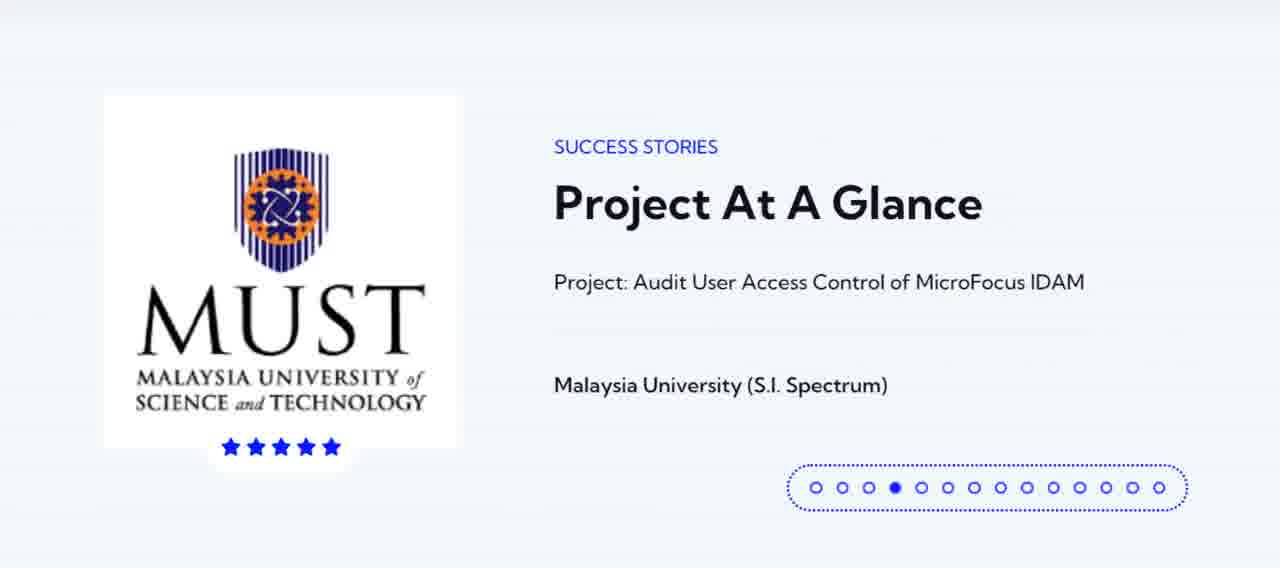 MUST
MALAYSIA UNIVERSITY of
SCIENCE and TECHNOLOGY
SUCCESS STORIES
Project At A Glance
Project: Audit User Access Control of MicroFocus IDAM
Malaysia University (S.I. Spectrum)